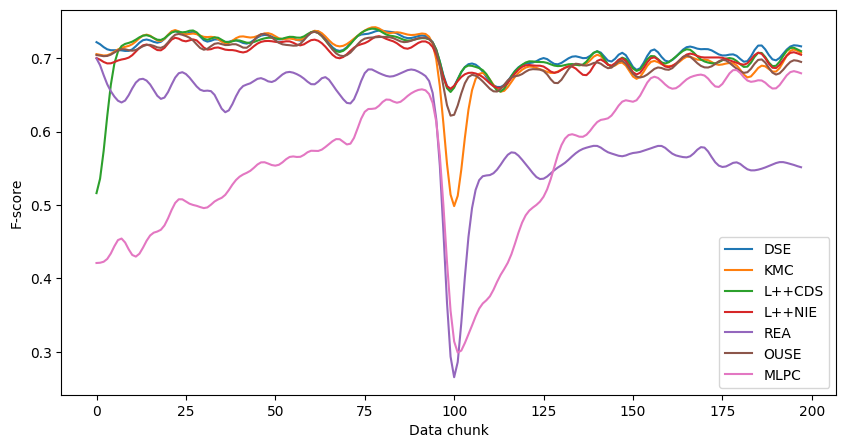 0.7
0.6
0.5
0.4
0.3
F-score
0
25
50
75
100
125
150
175
200
Data chunk
DSE
KMC
L++CDS
L++NIE
REA
OUSE
MLPC